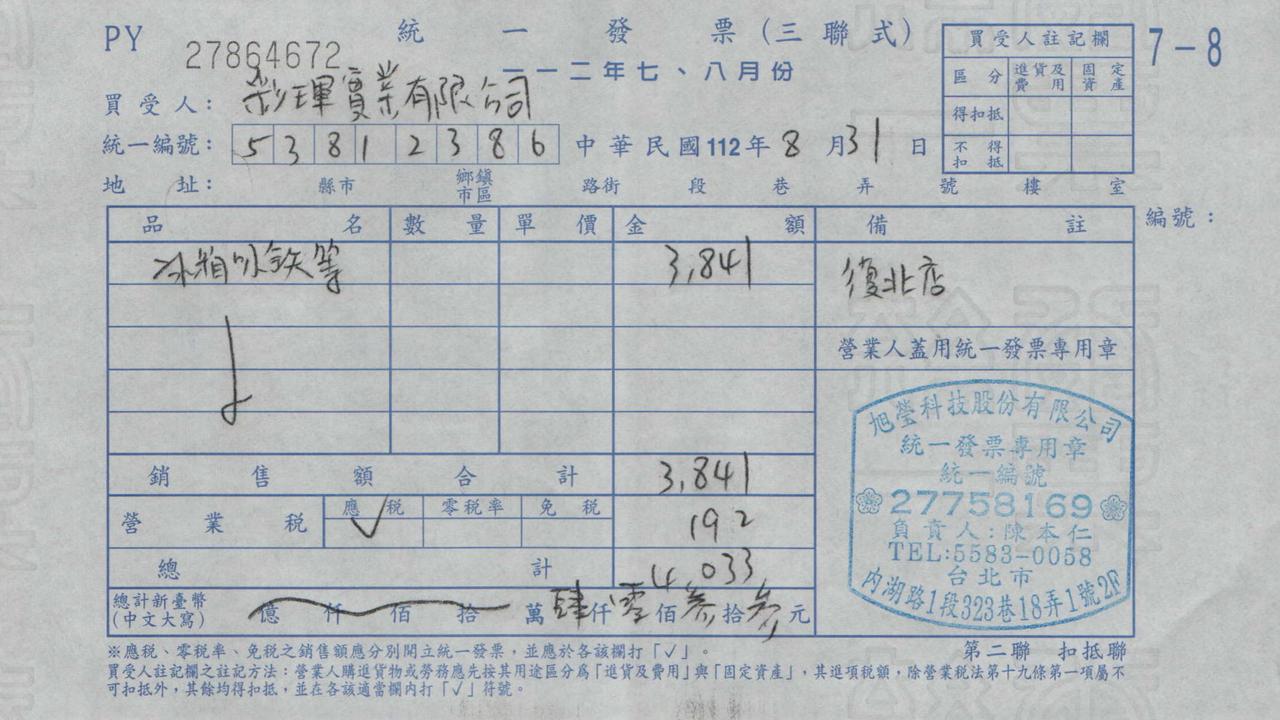 PY 27864672 統一發票(三聯式) 7-8
一一二年七、八月份
買受人: 彩琿實業有限公司
統一編號: 53812386 中華民國112年8月31日
地址: 縣市 鄉鎮市區 路街 段 巷 弄 號 樓 室
買受人註記欄
區分 進貨及費用 固定資產
得扣抵
不得扣抵
品名 數量 單價 金額 備註 編號:
冰箱吸鐵等 3,841 復北店
營業人蓋用統一發票專用章
銷售額合計 3,841
營業稅 應稅 √ 零稅率 免稅 192
總計 4,033
總計新臺幣(中文大寫) 億 仟 佰 拾 萬 肆仟零佰叁拾叁元
旭瑩科技股份有限公司
統一發票專用章
統一編號
27758169
負責人:陳本仁
TEL:5583-0058
台北市
內湖路1段323巷18弄1號2F
※應稅、零稅率、免稅之銷售額應分別開立統一發票,並應於各該欄打「√」。
第二聯 扣抵聯
買受人註記欄之註記方法:營業人購進貨物或勞務應先按其用途區分為「進貨及費用」與「固定資產」,其進項稅額,除營業稅法第十九條第一項屬不
可扣抵外,其餘均得扣抵,並在各該適當欄內打「√」符號。